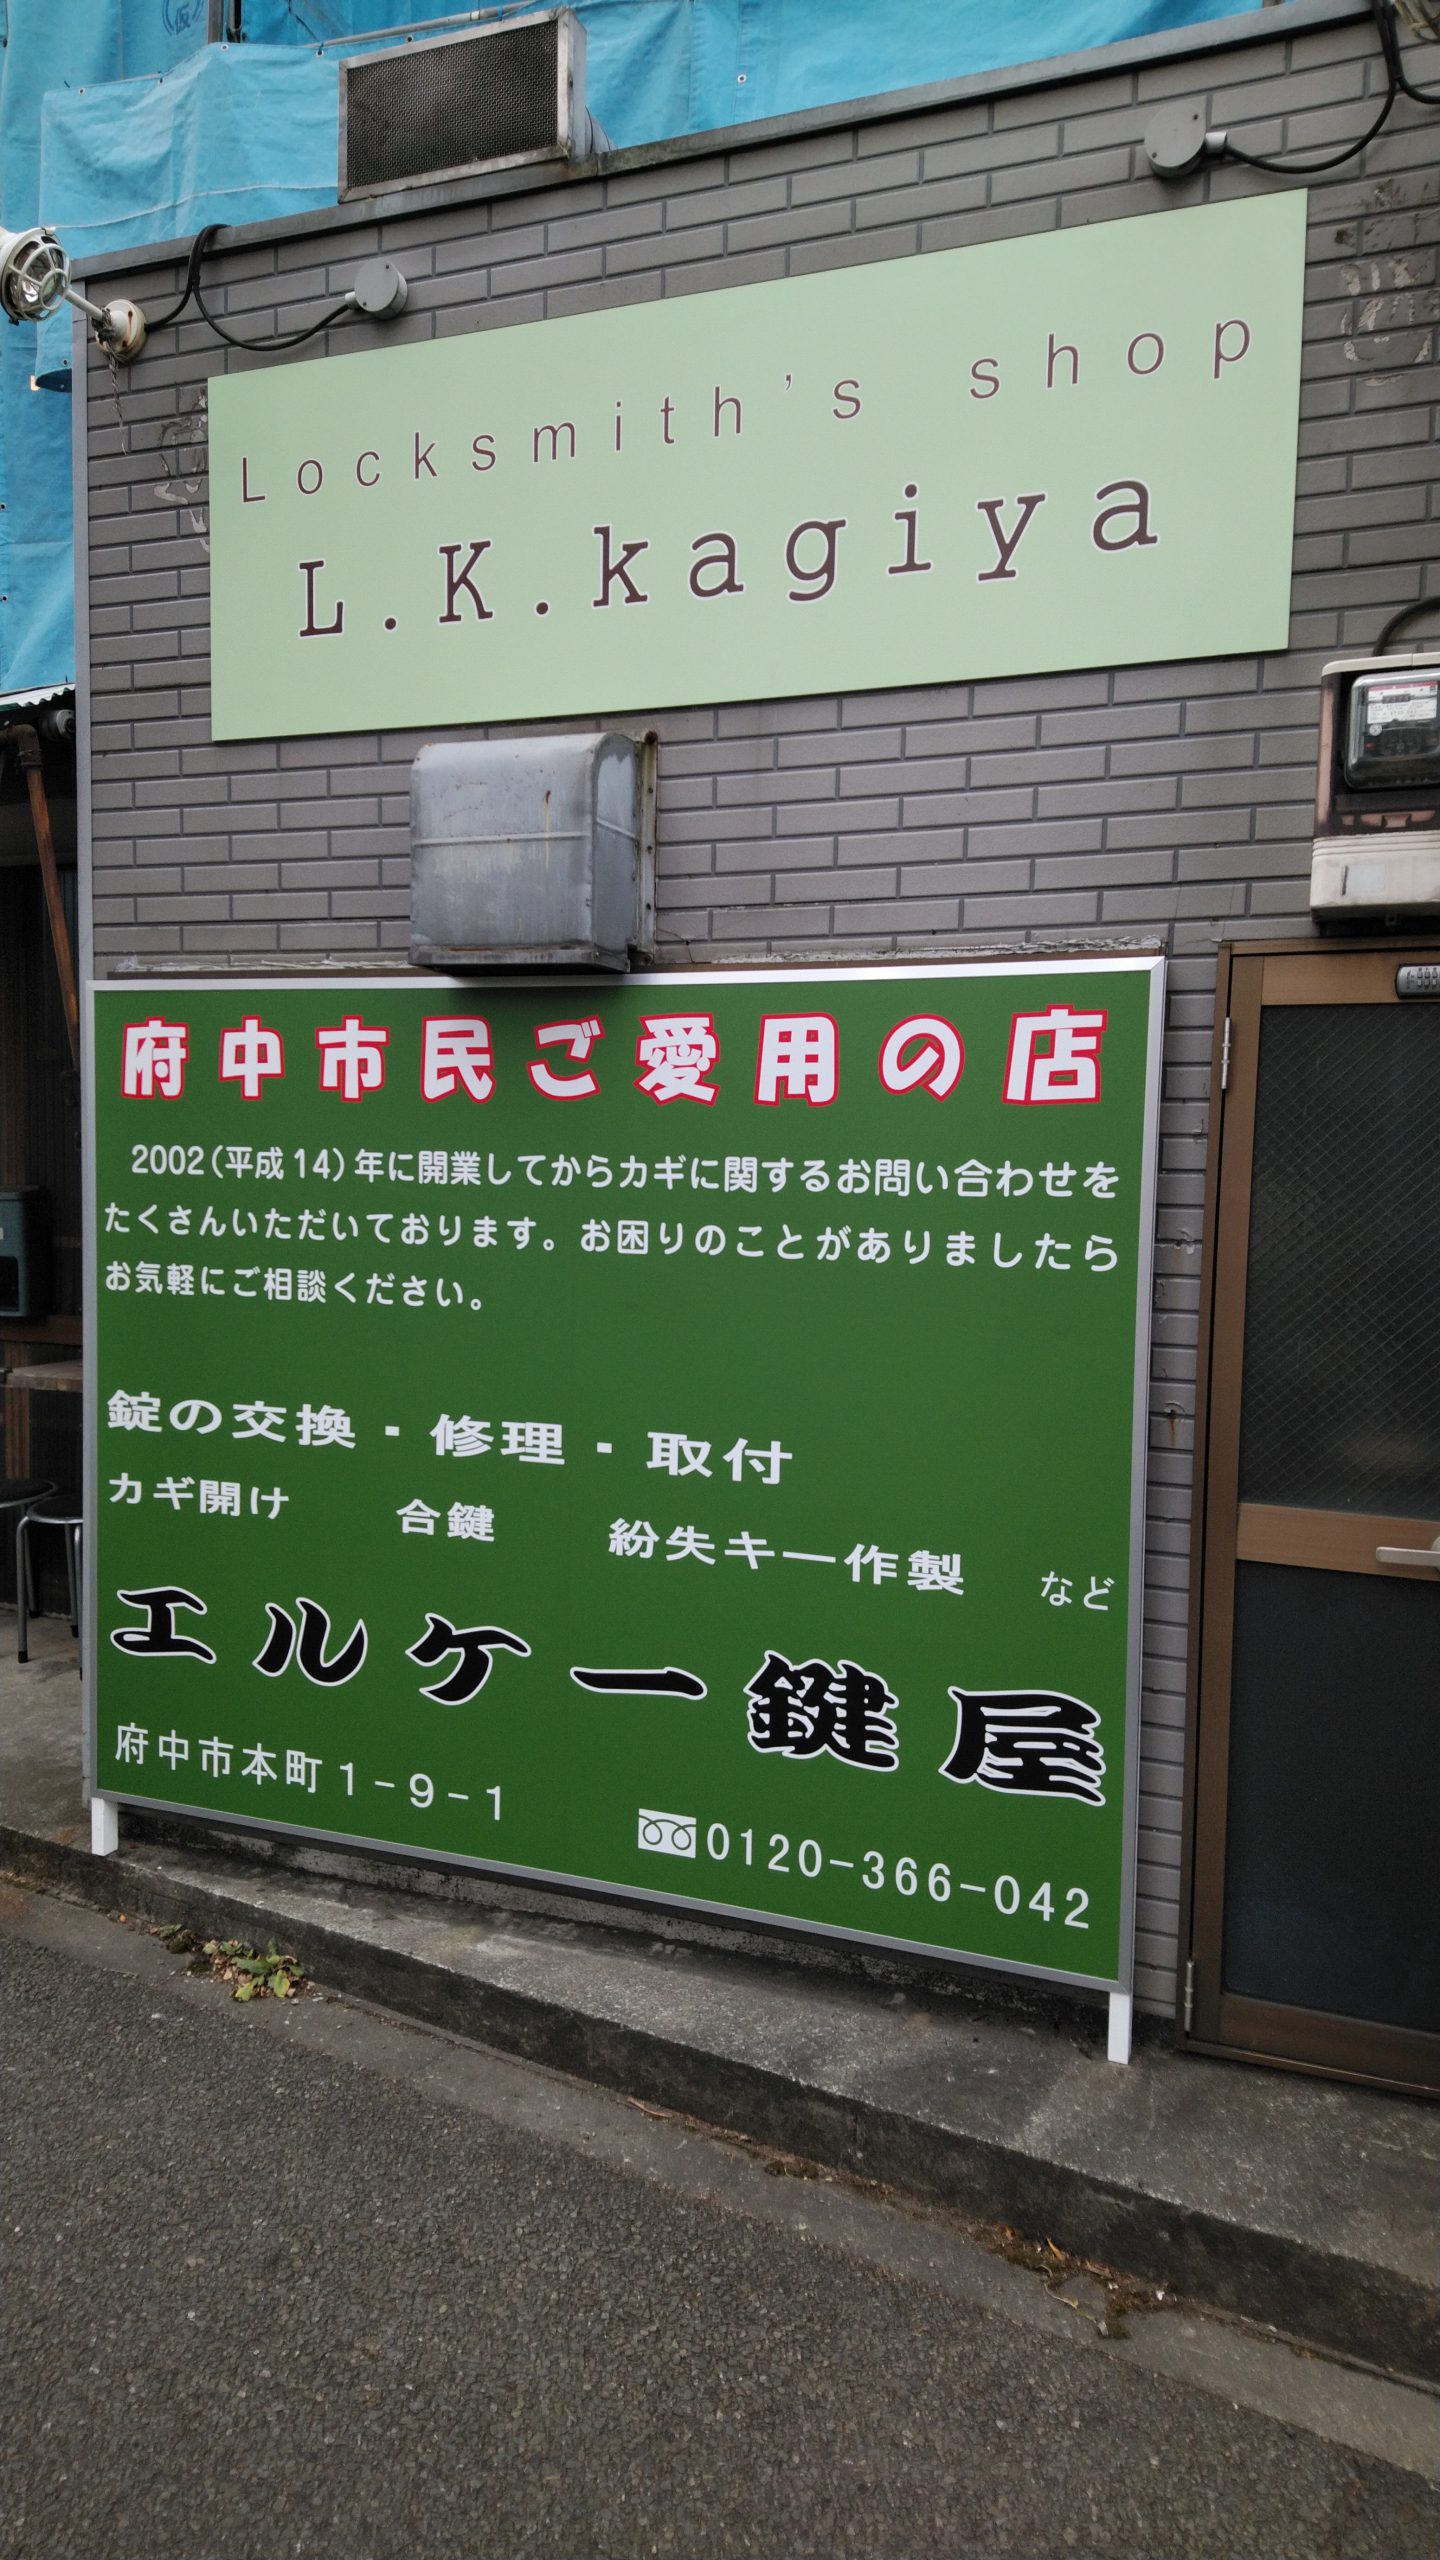 Locksmith's shop
L.K.kagiya
府中市民ご愛用の店
2002(平成14)年に開業してからカギに関するお問い合わせを
たくさんいただいております。お困りのことがありましたら
お気軽にご相談ください。
錠の交換・修理・取付
カギ開け 合鍵 紛失キー作製 など
エルケー鍵屋
府中市本町1-9-1
0120-366-042